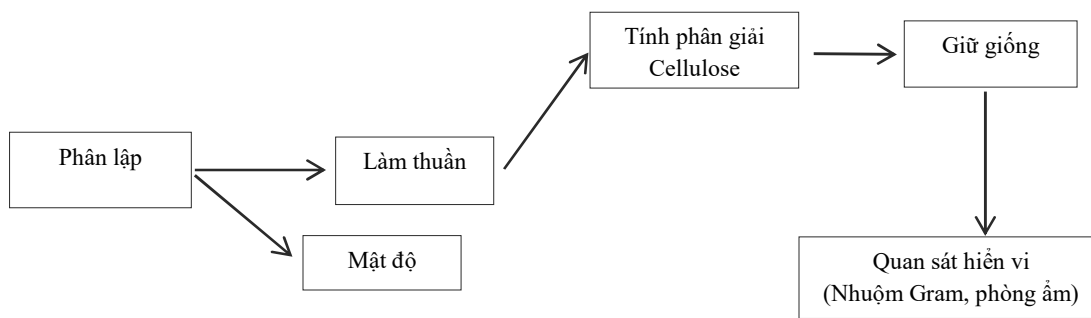 Tính phân giải
Cellulose
Giữ giống
Phân lập
Làm thuần
Mật độ
Quan sát hiển vi
(Nhuộm Gram, phòng ẩm)